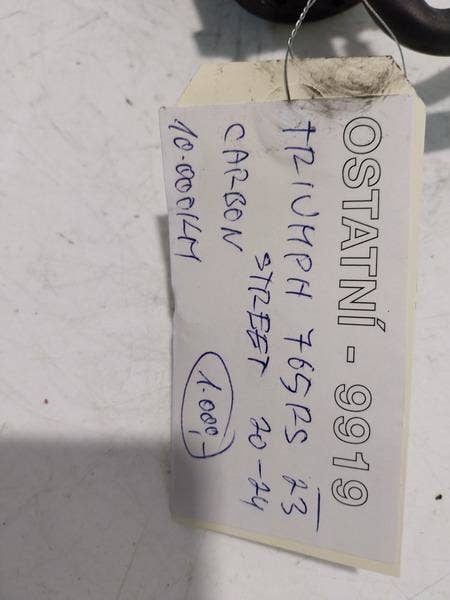 OSTATNÍ - 9919
TRIUMPH 765RS 23
STREET 20-24
CARBON
10.000KM
1.000,-